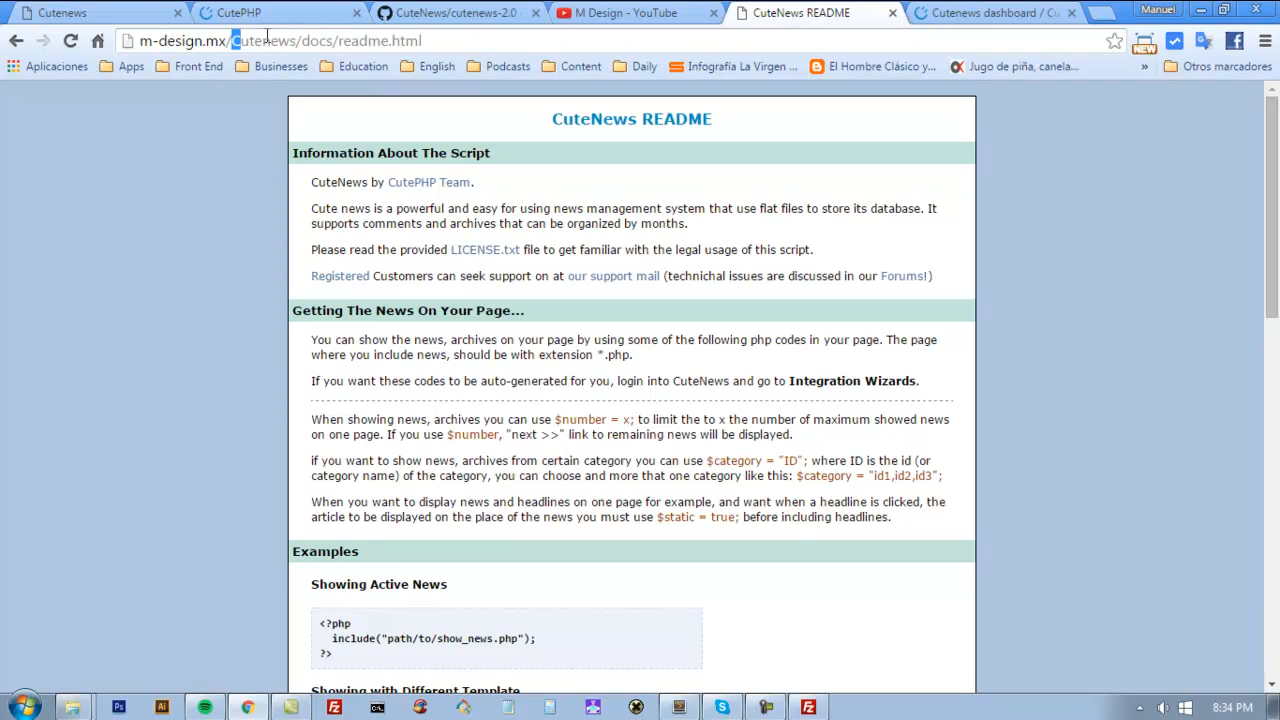 Cutenews
CutePHP
CuteNews/cutenews-2.0
M Design - YouTube
CuteNews README
Cutenews dashboard / Cu
Manuel
m-design.mx/Cutenews/docs/readme.html
NEW
Aplicaciones
Apps
Front End
Businesses
Education
English
Podcasts
Content
Daily
Infografía La Virgen ...
El Hombre Clásico y...
Jugo de piña, canela...
»
Otros marcadores
CuteNews README
Information About The Script
CuteNews by CutePHP Team.
Cute news is a powerful and easy for using news management system that use flat files to store its database. It
supports comments and archives that can be organized by months.
Please read the provided LICENSE.txt file to get familiar with the legal usage of this script.
Registered Customers can seek support on at our support mail (technichal issues are discussed in our Forums!)
Getting The News On Your Page...
You can show the news, archives on your page by using some of the following php codes in your page. The page
where you include news, should be with extension *.php.
If you want these codes to be auto-generated for you, login into CuteNews and go to Integration Wizards.
When showing news, archives you can use $number = x; to limit the to x the number of maximum showed news
on one page. If you use $number, "next >>" link to remaining news will be displayed.
if you want to show news, archives from certain category you can use $category = "ID"; where ID is the id (or
category name) of the category, you can choose and more that one category like this: $category = "id1,id2,id3";
When you want to display news and headlines on one page for example, and want when a headline is clicked, the
article to be displayed on the place of the news you must use $static = true; before including headlines.
Examples
Showing Active News
<?php
include("path/to/show_news.php");
?>
Showing with Different Template
Ps
Ai
Fz
Fz
8:34 PM